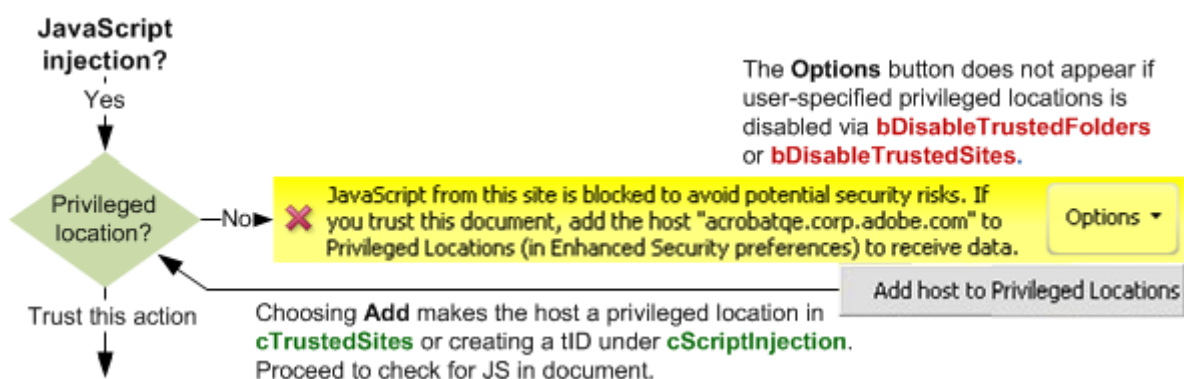 JavaScript
injection?
Yes
The Options button does not appear if
user-specified privileged locations is
disabled via bDisableTrustedFolders
or bDisableTrustedSites.
Privileged
location?
No
JavaScript from this site is blocked to avoid potential security risks. If
you trust this document, add the host "acrobatqe.corp.adobe.com" to
Privileged Locations (in Enhanced Security preferences) to receive data.
Options
Add host to Privileged Locations
Trust this action
Choosing Add makes the host a privileged location in
cTrustedSites or creating a tID under cScriptInjection.
Proceed to check for JS in document.